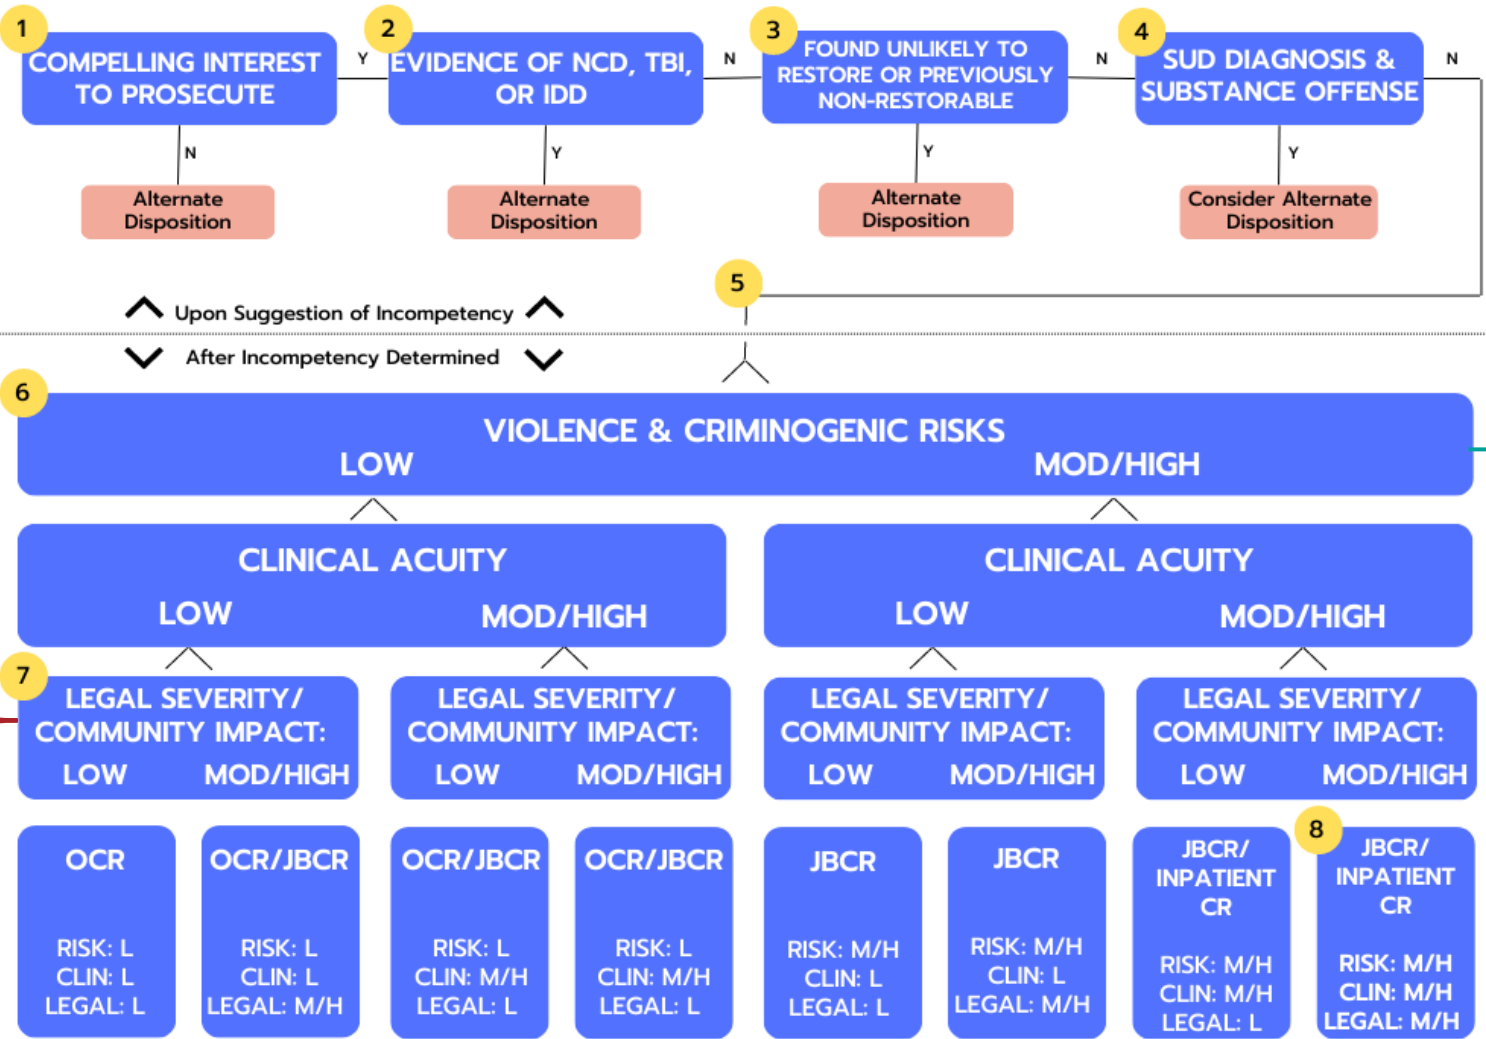 1
COMPELLING INTEREST
TO PROSECUTE
Y
2
EVIDENCE OF NCD, TBI,
OR IDD
N
3
FOUND UNLIKELY TO
RESTORE OR PREVIOUSLY
NON-RESTORABLE
N
4
SUD DIAGNOSIS &
SUBSTANCE OFFENSE
N
N
Y
Y
Y
Alternate
Disposition
Alternate
Disposition
Alternate
Disposition
Consider Alternate
Disposition
5
Upon Suggestion of Incompetency
After Incompetency Determined
6
VIOLENCE & CRIMINOGENIC RISKS
LOW MOD/HIGH
CLINICAL ACUITY
LOW MOD/HIGH
CLINICAL ACUITY
LOW MOD/HIGH
7
LEGAL SEVERITY/
COMMUNITY IMPACT:
LOW MOD/HIGH
LEGAL SEVERITY/
COMMUNITY IMPACT:
LOW MOD/HIGH
LEGAL SEVERITY/
COMMUNITY IMPACT:
LOW MOD/HIGH
LEGAL SEVERITY/
COMMUNITY IMPACT:
LOW MOD/HIGH
OCR
RISK: L
CLIN: L
LEGAL: L
OCR/JBCR
RISK: L
CLIN: L
LEGAL: M/H
OCR/JBCR
RISK: L
CLIN: M/H
LEGAL: L
OCR/JBCR
RISK: L
CLIN: M/H
LEGAL: L
JBCR
RISK: M/H
CLIN: L
LEGAL: L
JBCR
RISK: M/H
CLIN: L
LEGAL: M/H
JBCR/
INPATIENT
CR
RISK: M/H
CLIN: M/H
LEGAL: L
8
JBCR/
INPATIENT
CR
RISK: M/H
CLIN: M/H
LEGAL: M/H